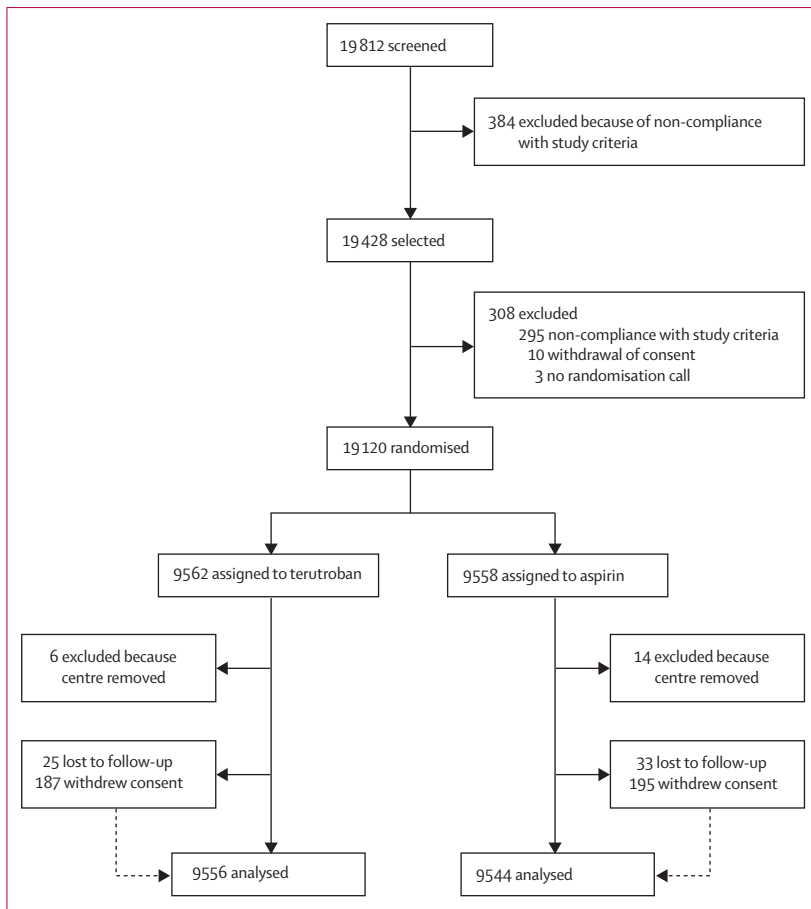 19 812 screened
384 excluded because of non-compliance
with study criteria
19 428 selected
308 excluded
295 non-compliance with study criteria
10 withdrawal of consent
3 no randomisation call
19 120 randomised
9562 assigned to terutroban
9558 assigned to aspirin
6 excluded because
centre removed
14 excluded because
centre removed
25 lost to follow-up
187 withdrew consent
33 lost to follow-up
195 withdrew consent
9556 analysed
9544 analysed